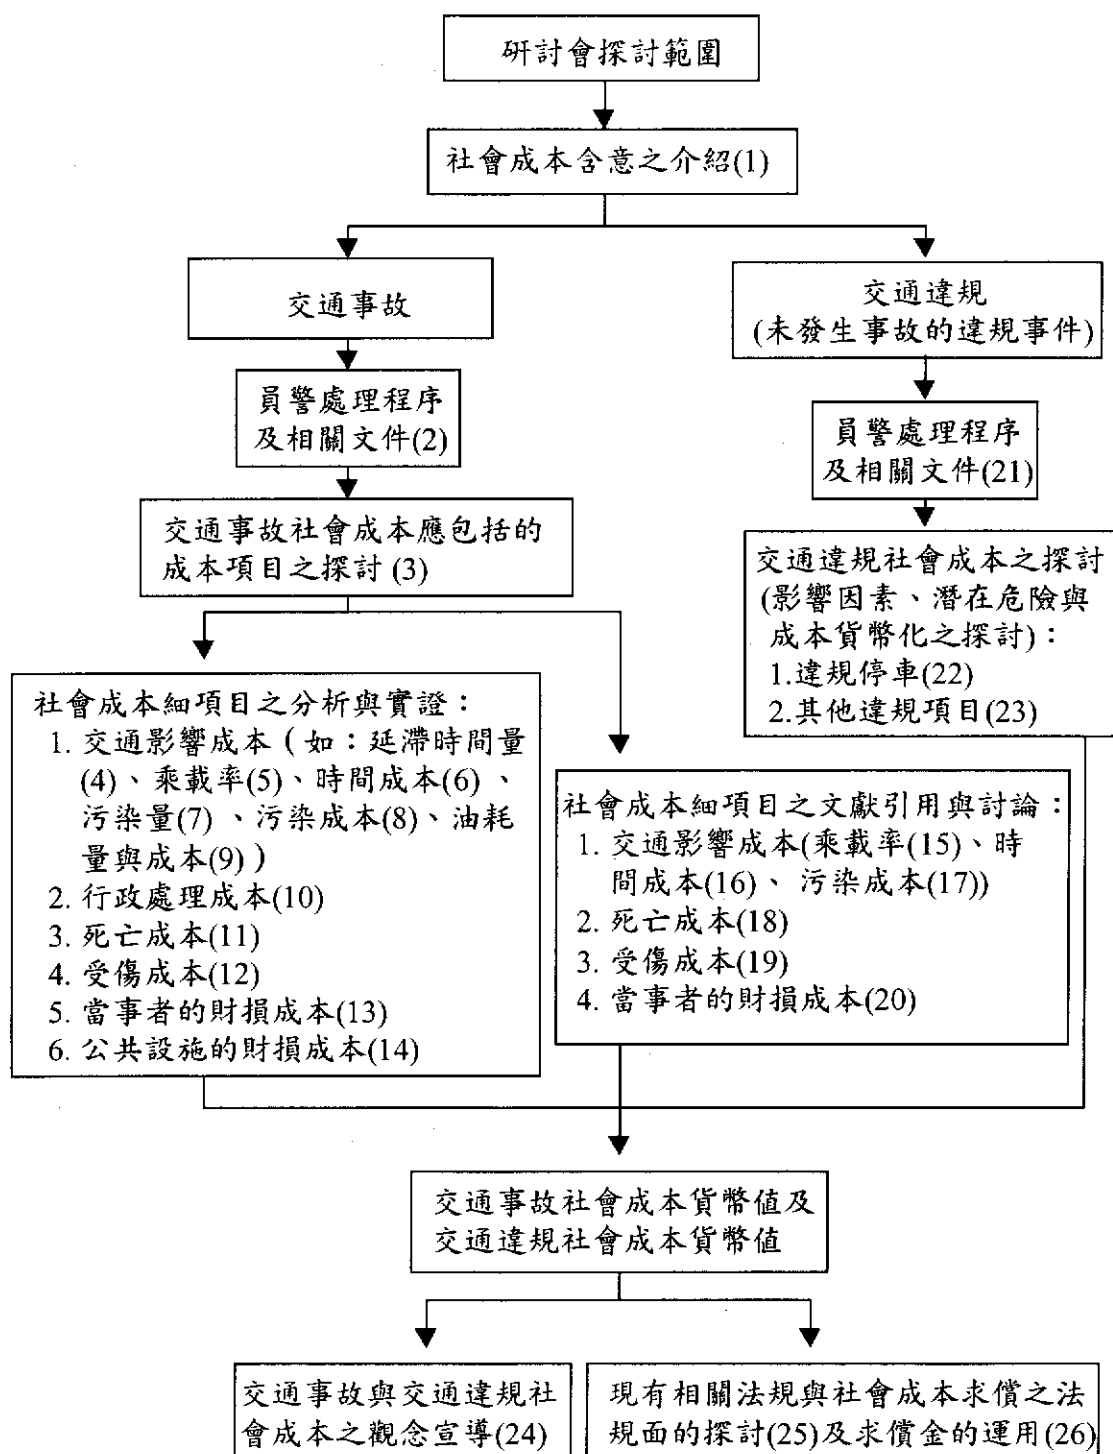 研討會探討範圍
社會成本含意之介紹(1)
交通事故
交通違規
(未發生事故的違規事件)
員警處理程序
及相關文件(2)
員警處理程序
及相關文件(21)
交通事故社會成本應包括的
成本項目之探討 (3)
交通違規社會成本之探討
(影響因素、潛在危險與
成本貨幣化之探討)：
1.違規停車(22)
2.其他違規項目(23)
社會成本細項目之分析與實證：
1. 交通影響成本（如：延滯時間量
(4)、乘載率(5)、時間成本(6)、
污染量(7)、污染成本(8)、油耗
量與成本(9)）
2. 行政處理成本(10)
3. 死亡成本(11)
4. 受傷成本(12)
5. 當事者的財損成本(13)
6. 公共設施的財損成本(14)
社會成本細項目之文獻引用與討論：
1. 交通影響成本(乘載率(15)、時
間成本(16)、污染成本(17))
2. 死亡成本(18)
3. 受傷成本(19)
4. 當事者的財損成本(20)
交通事故社會成本貨幣值及
交通違規社會成本貨幣值
交通事故與交通違規社
會成本之觀念宣導(24)
現有相關法規與社會成本求償之法
規面的探討(25)及求償金的運用(26)